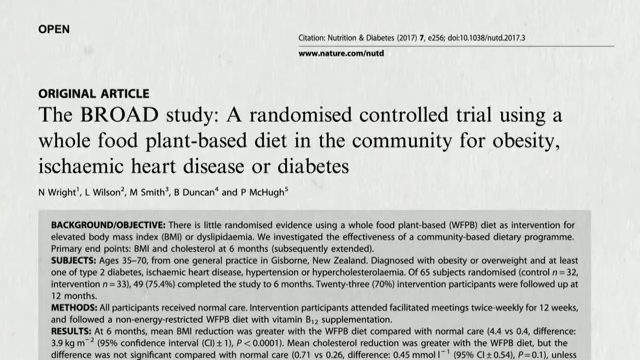 OPEN
Citation: Nutrition & Diabetes (2017) 7, e256; doi:10.1038/nutd.2017.3
www.nature.com/nutd
ORIGINAL ARTICLE
The BROAD study: A randomised controlled trial using a
whole food plant-based diet in the community for obesity,
ischaemic heart disease or diabetes
N Wright¹, L Wilson², M Smith³, B Duncan⁴ and P McHugh⁵
BACKGROUND/OBJECTIVE: There is little randomised evidence using a whole food plant-based (WFPB) diet as intervention for
elevated body mass index (BMI) or dyslipidaemia. We investigated the effectiveness of a community-based dietary programme.
Primary end points: BMI and cholesterol at 6 months (subsequently extended).
SUBJECTS: Ages 35–70, from one general practice in Gisborne, New Zealand. Diagnosed with obesity or overweight and at least
one of type 2 diabetes, ischaemic heart disease, hypertension or hypercholesterolaemia. Of 65 subjects randomised (control n = 32,
intervention n = 33), 49 (75.4%) completed the study to 6 months. Twenty-three (70%) intervention participants were followed up at
12 months.
METHODS: All participants received normal care. Intervention participants attended facilitated meetings twice-weekly for 12 weeks,
and followed a non-energy-restricted WFPB diet with vitamin B₁₂ supplementation.
RESULTS: At 6 months, mean BMI reduction was greater with the WFPB diet compared with normal care (4.4 vs 0.4, difference:
3.9 kg m⁻² (95% confidence interval (CI) ± 1), P < 0.0001). Mean cholesterol reduction was greater with the WFPB diet, but the
difference was not significant compared with normal care (0.71 vs 0.26, difference: 0.45 mmol l⁻¹ (95% CI ± 0.54), P = 0.1), unless